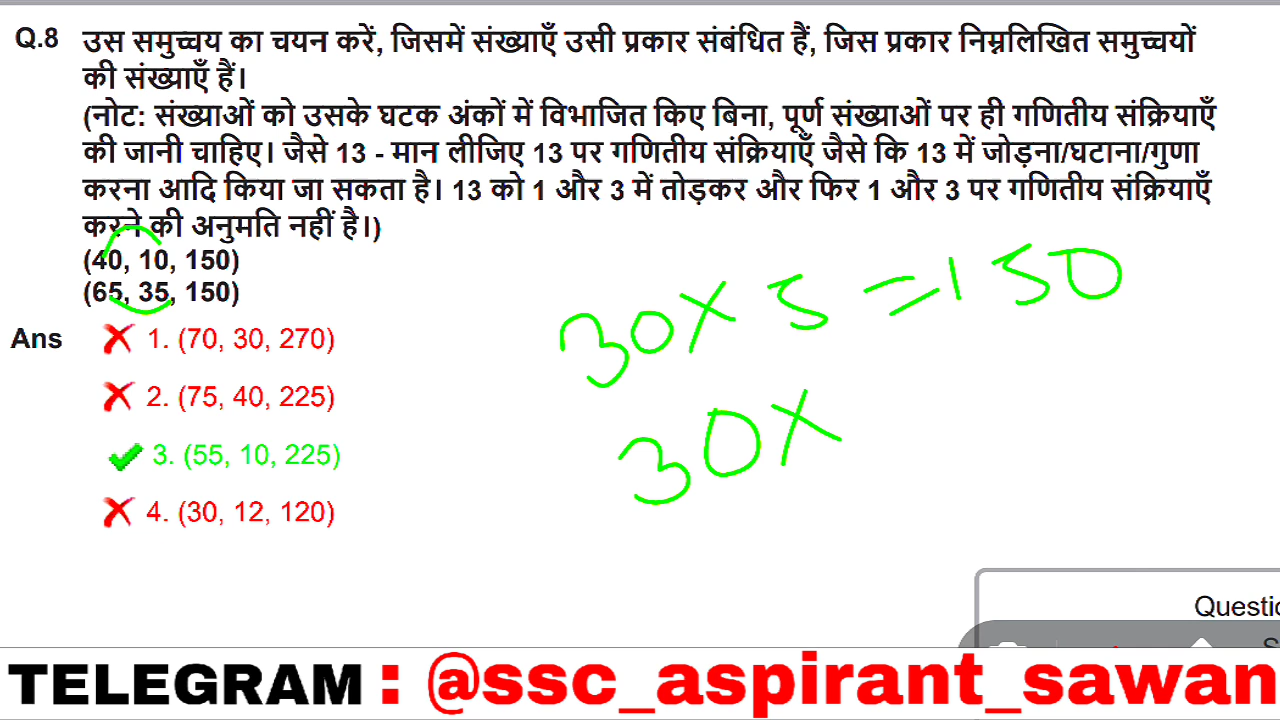 Q.8 उस समुच्चय का चयन करें, जिसमें संख्याएँ उसी प्रकार संबंधित हैं, जिस प्रकार निम्नलिखित समुच्चयों
की संख्याएँ हैं।
(नोट: संख्याओं को उसके घटक अंकों में विभाजित किए बिना, पूर्ण संख्याओं पर ही गणितीय संक्रियाएँ
की जानी चाहिए। जैसे 13 - मान लीजिए 13 पर गणितीय संक्रियाएँ जैसे कि 13 में जोड़ना/घटाना/गुणा
करना आदि किया जा सकता है। 13 को 1 और 3 में तोड़कर और फिर 1 और 3 पर गणितीय संक्रियाएँ
करने की अनुमति नहीं है।)
(40, 10, 150)
(65, 35, 150)
30 x 5 = 150
Ans 1. (70, 30, 270)
2. (75, 40, 225)
30 x
3. (55, 10, 225)
4. (30, 12, 120)
TELEGRAM : @ssc_aspirant_sawan